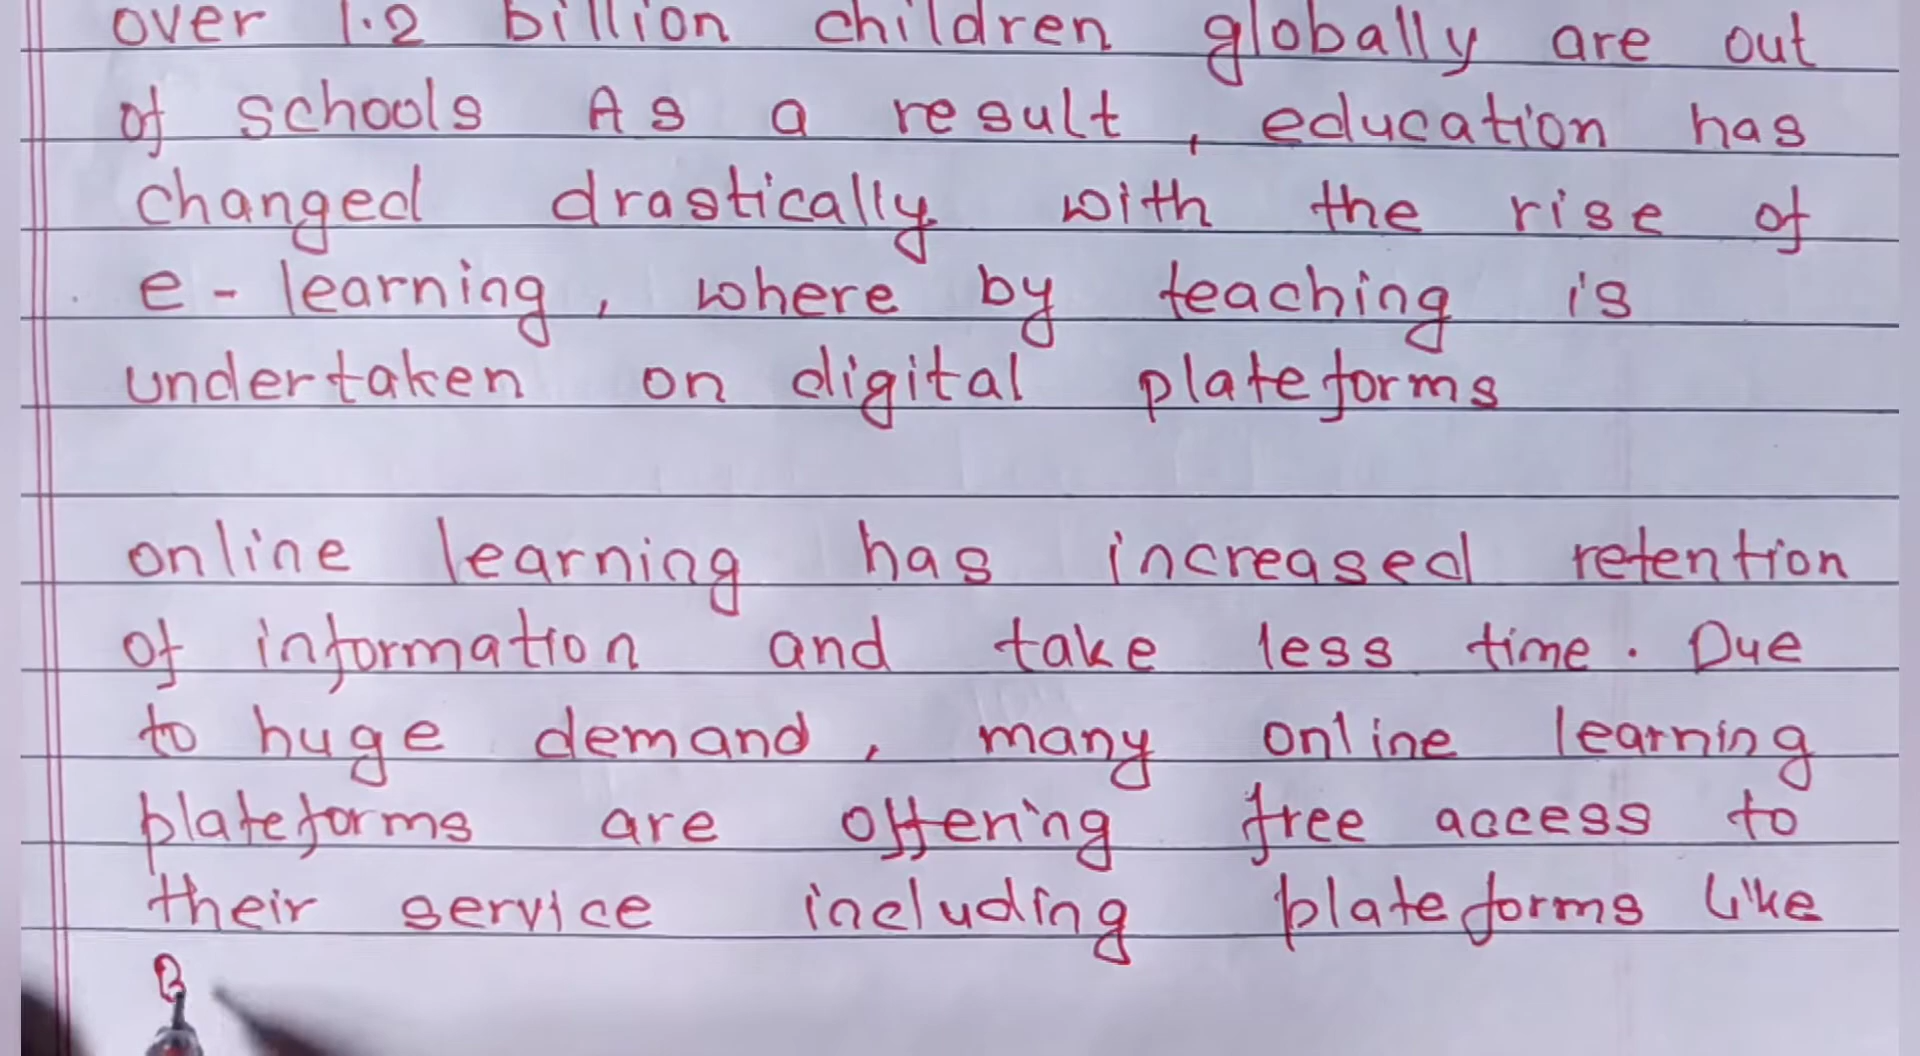 over 1.2 billion children globally are out
of schools As a result, education has
changed drastically with the rise of
e-learning, where by teaching is
undertaken on digital plateforms
online learning has increased retention
of information and take less time. Due
to huge demand, many online learning
plateforms are offering free access to
their service including plateforms like
B